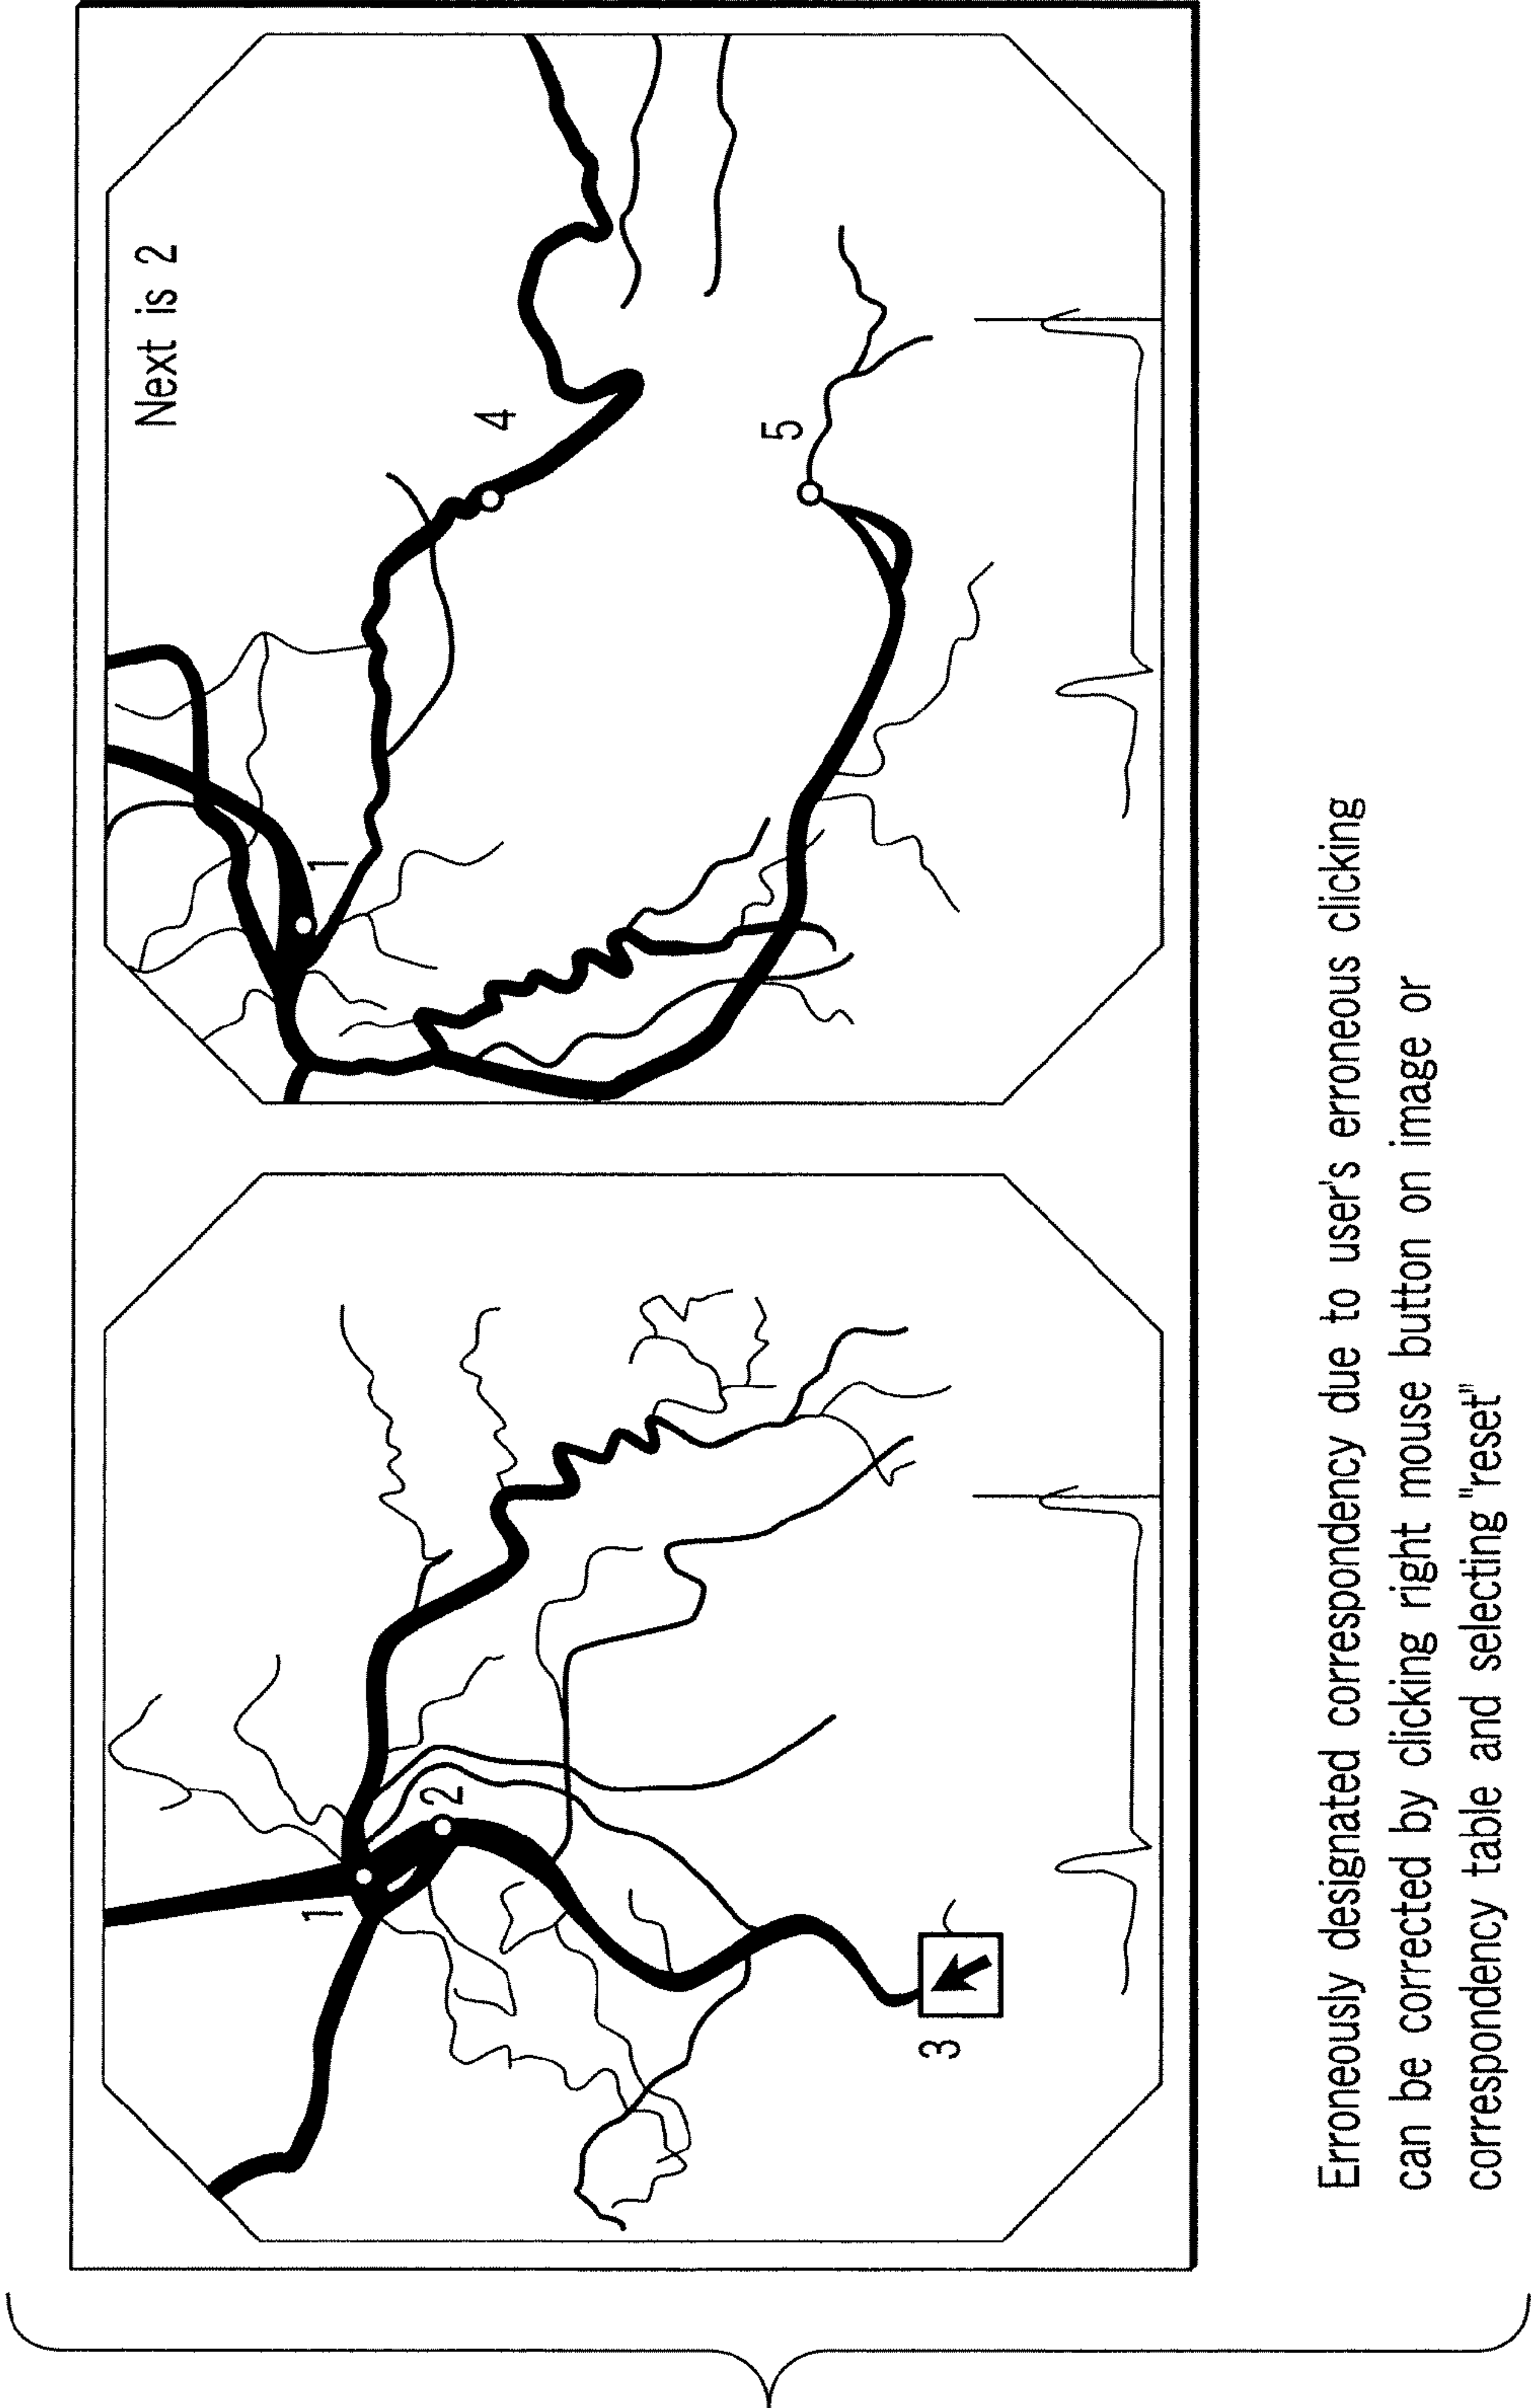 Next is 2
1
2
3
1
4
5
Erroneously designated correspondency due to user's erroneous clicking
can be corrected by clicking right mouse button on image or
correspondency table and selecting "reset"